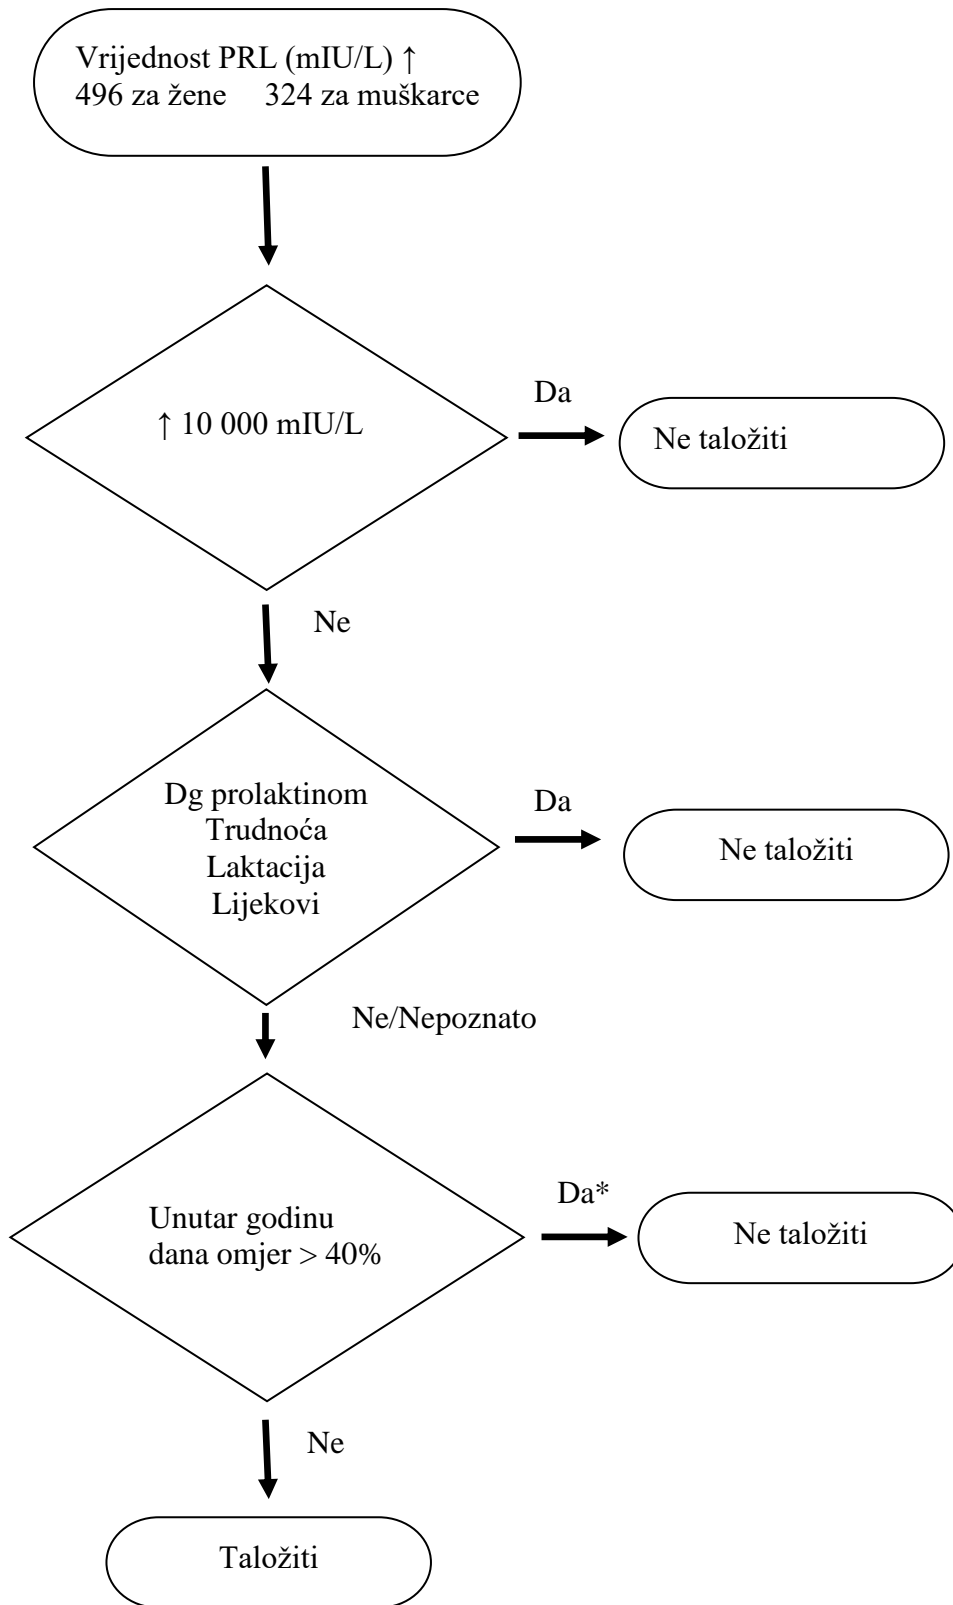 Vrijednost PRL (mIU/L) ↑
496 za žene 324 za muškarce
↑ 10 000 mIU/L
Da
Ne taložiti
Ne
Dg prolaktinom
Trudnoća
Laktacija
Lijekovi
Da
Ne taložiti
Ne/Nepoznato
Unutar godinu
dana omjer > 40%
Da*
Ne taložiti
Ne
Taložiti